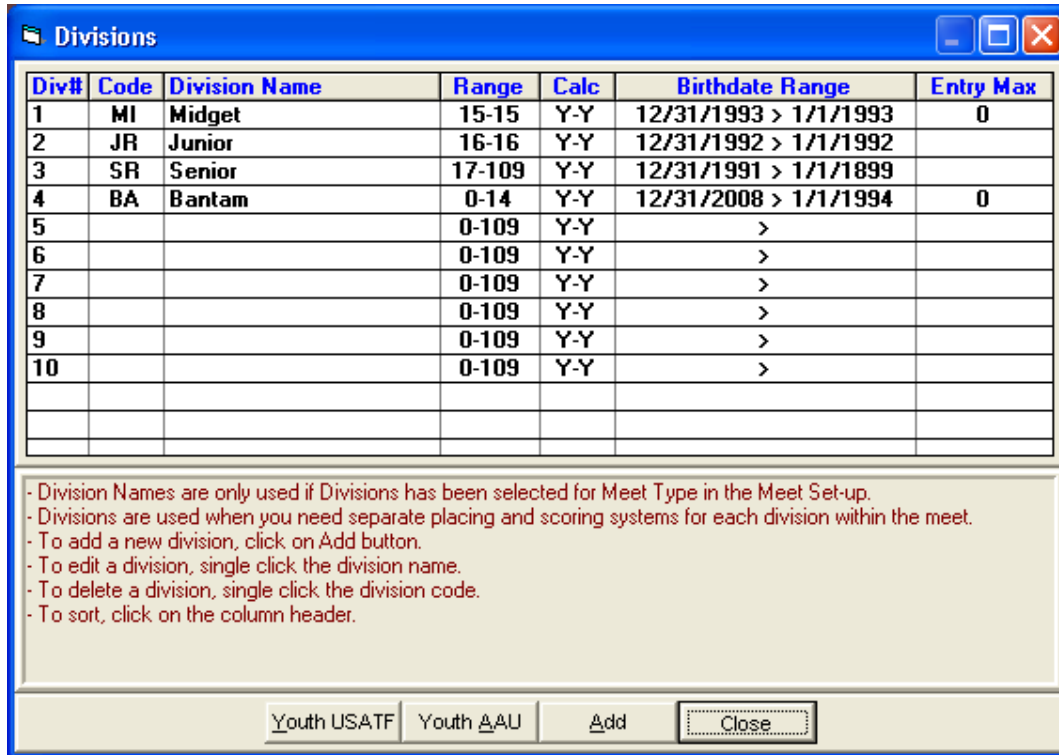 Divisions
Div# Code Division Name Range Calc Birthdate Range Entry Max
1 MI Midget 15-15 Y-Y 12/31/1993 > 1/1/1993 0
2 JR Junior 16-16 Y-Y 12/31/1992 > 1/1/1992
3 SR Senior 17-109 Y-Y 12/31/1991 > 1/1/1899
4 BA Bantam 0-14 Y-Y 12/31/2008 > 1/1/1994 0
5 0-109 Y-Y >
6 0-109 Y-Y >
7 0-109 Y-Y >
8 0-109 Y-Y >
9 0-109 Y-Y >
10 0-109 Y-Y >
- Division Names are only used if Divisions has been selected for Meet Type in the Meet Set-up.
- Divisions are used when you need separate placing and scoring systems for each division within the meet.
- To add a new division, click on Add button.
- To edit a division, single click the division name.
- To delete a division, single click the division code.
- To sort, click on the column header.
Youth USATF Youth AAU Add Close